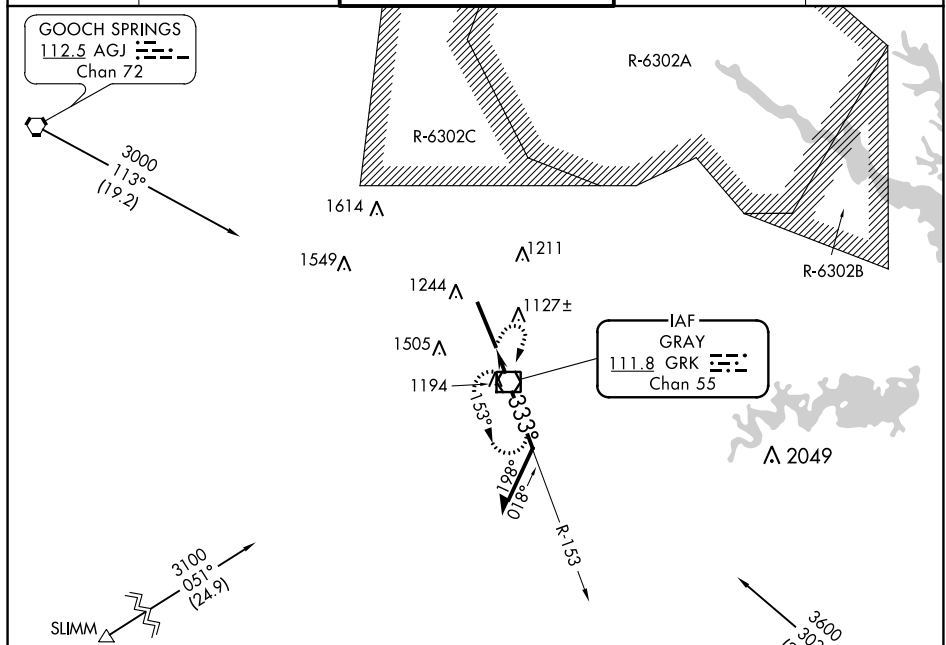 GOOCH SPRINGS
112.5 AGJ
Chan 72
3000
113°
(19.2)
R-6302A
R-6302C
R-6302B
1614
1549
1211
1244
1127±
1505
1194
IAF
GRAY
111.8 GRK
Chan 55
153°
333°
198°
018°
2049
R-153
3100
051°
(24.9)
SLIMM
3600